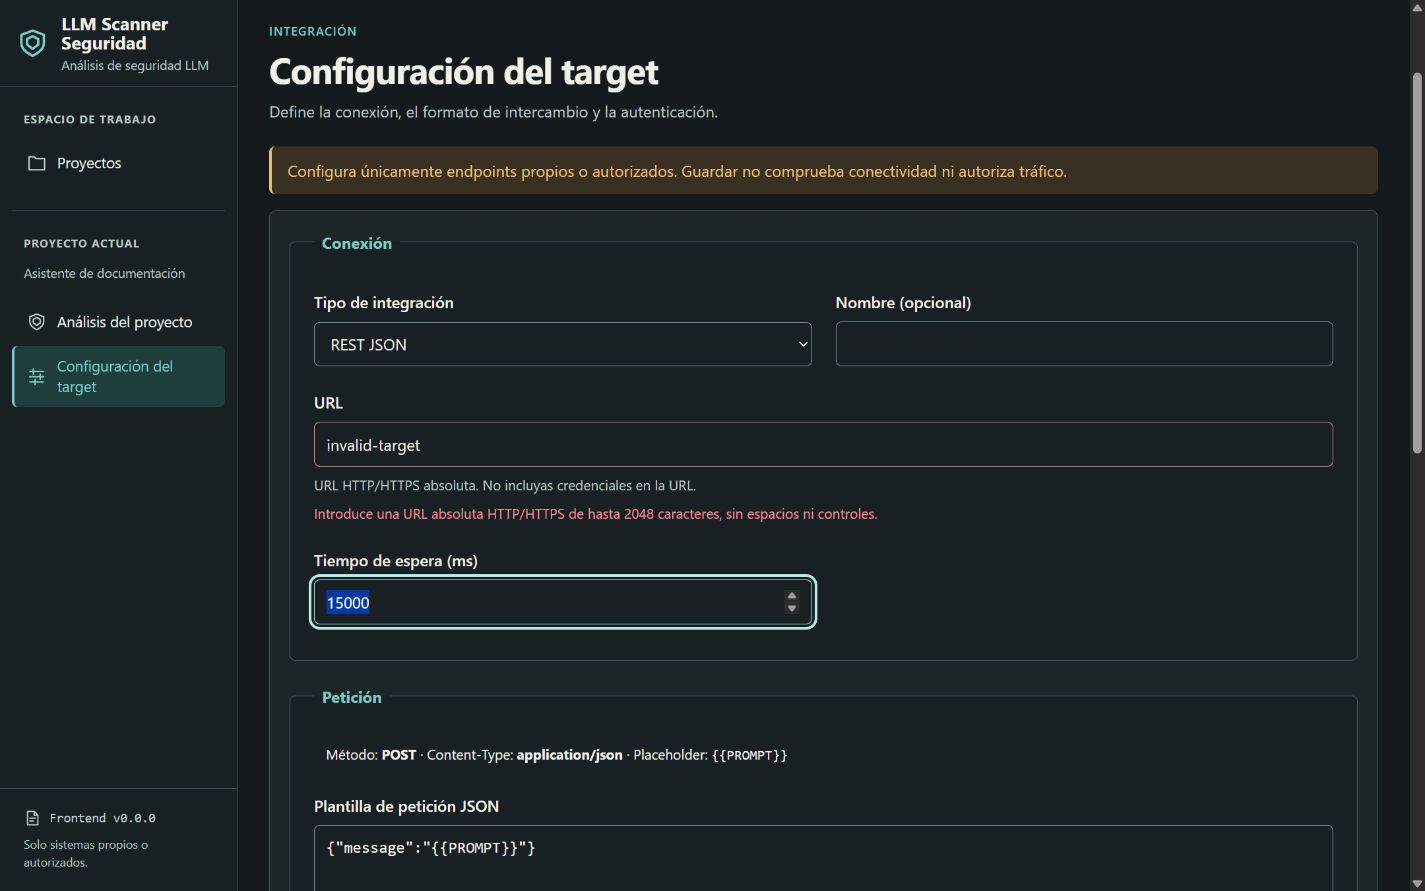 LLM Scanner
Seguridad
Análisis de seguridad LLM
ESPACIO DE TRABAJO
Proyectos
PROYECTO ACTUAL
Asistente de documentación
Análisis del proyecto
Configuración del
target
Frontend v0.0.0
Solo sistemas propios o
autorizados.
INTEGRACIÓN
Configuración del target
Define la conexión, el formato de intercambio y la autenticación.
Configura únicamente endpoints propios o autorizados. Guardar no comprueba conectividad ni autoriza tráfico.
Conexión
Tipo de integración
REST JSON
Nombre (opcional)
URL
invalid-target
URL HTTP/HTTPS absoluta. No incluyas credenciales en la URL.
Introduce una URL absoluta HTTP/HTTPS de hasta 2048 caracteres, sin espacios ni controles.
Tiempo de espera (ms)
15000
Petición
Método: POST · Content-Type: application/json · Placeholder: {{PROMPT}}
Plantilla de petición JSON
{"message":"{{PROMPT}}"}